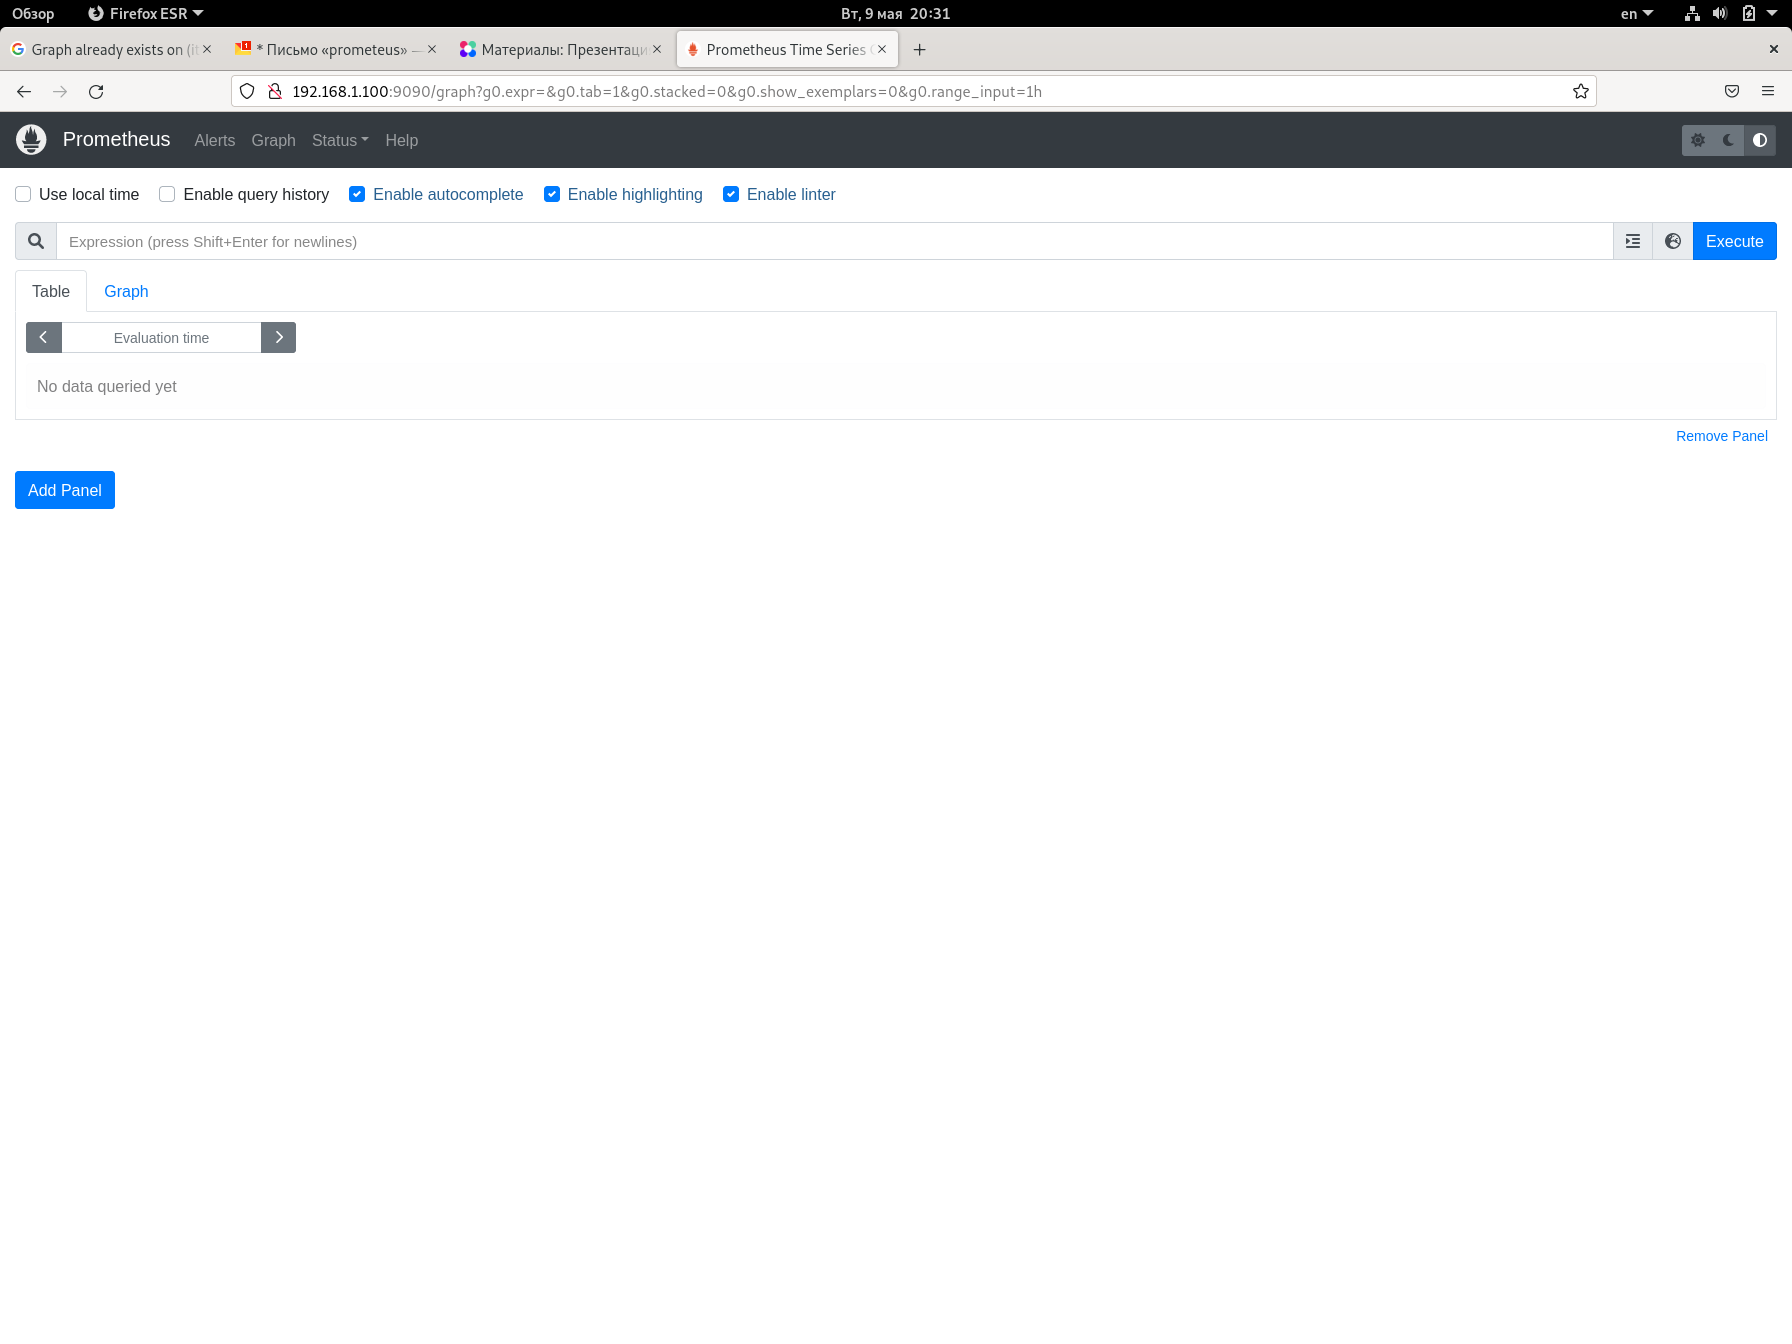 Обзор Firefox ESR Вт, 9 мая 20:31 en
Graph already exists on (it * Письмо «prometeus» — Материалы: Презентаци Prometheus Time Series C
192.168.1.100:9090/graph?g0.expr=&g0.tab=1&g0.stacked=0&g0.show_exemplars=0&g0.range_input=1h
Prometheus Alerts Graph Status Help
Use local time Enable query history Enable autocomplete Enable highlighting Enable linter
Expression (press Shift+Enter for newlines) Execute
Table Graph
Evaluation time
No data queried yet
Remove Panel
Add Panel